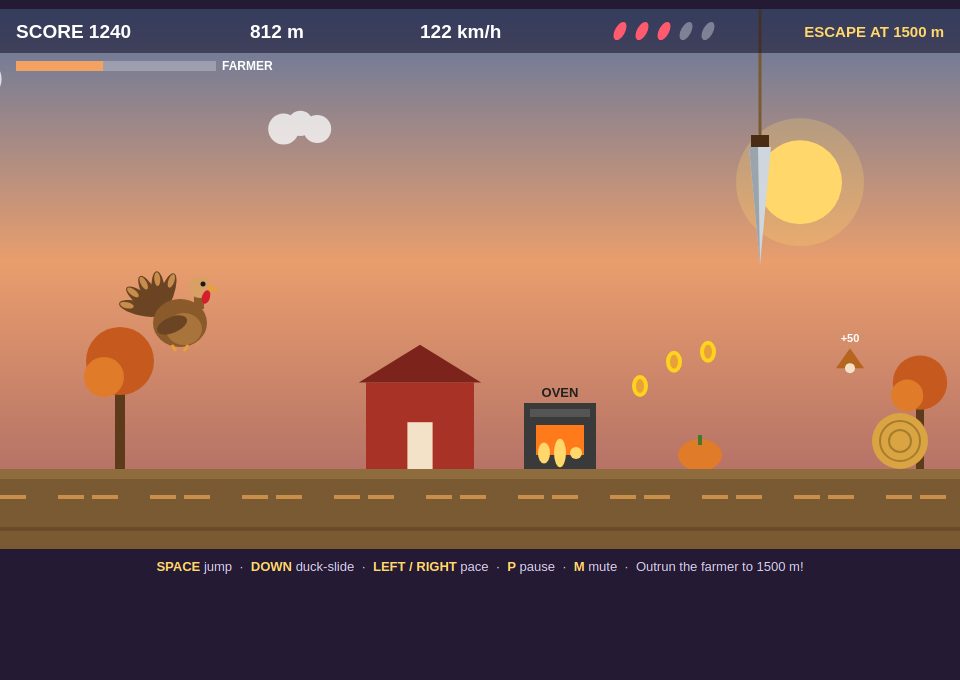 SCORE 1240 812 m 122 km/h ESCAPE AT 1500 m
FARMER
+50
OVEN
SPACE jump · DOWN duck-slide · LEFT / RIGHT pace · P pause · M mute · Outrun the farmer to 1500 m!